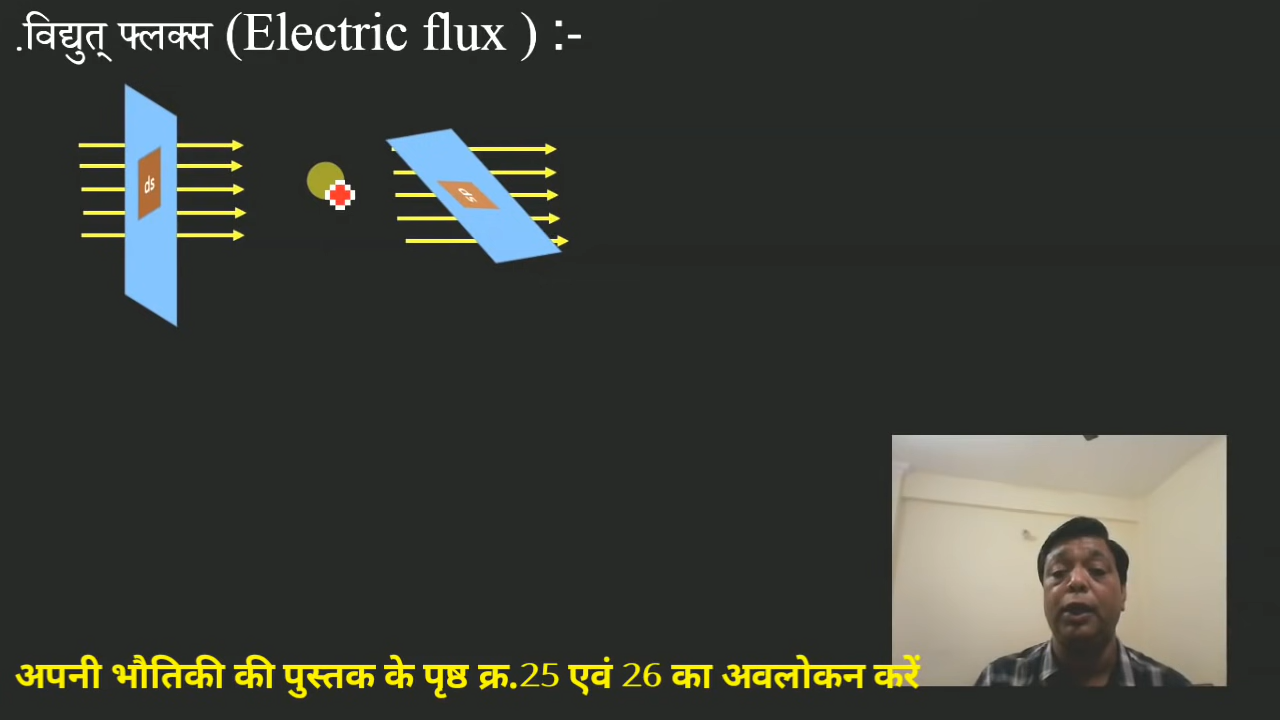 .विद्युत् फ्लक्स (Electric flux ) :-
ds
ds
अपनी भौतिकी की पुस्तक के पृष्ठ क्र.25 एवं 26 का अवलोकन करें